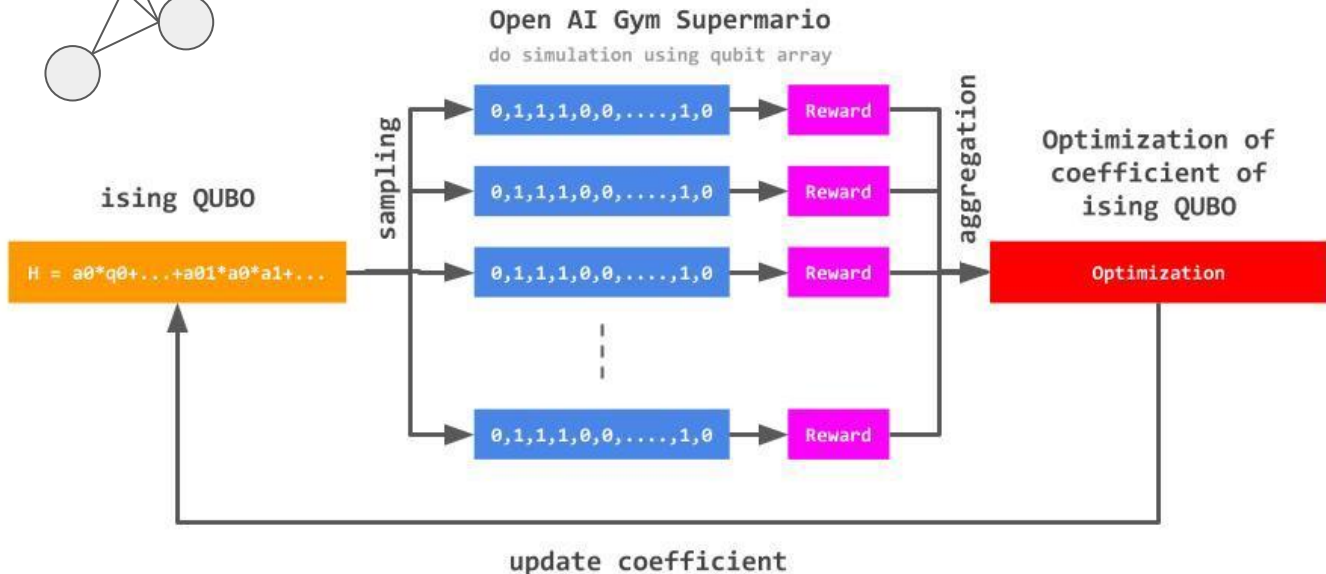 Open AI Gym Supermario
do simulation using qubit array
ising QUBO
H = a0*q0+...+a01*a0*a1+...
sampling
0,1,1,1,0,0,....,1,0
Reward
0,1,1,1,0,0,....,1,0
Reward
0,1,1,1,0,0,....,1,0
Reward
0,1,1,1,0,0,....,1,0
Reward
aggregation
Optimization of
coefficient of
ising QUBO
Optimization
update coefficient